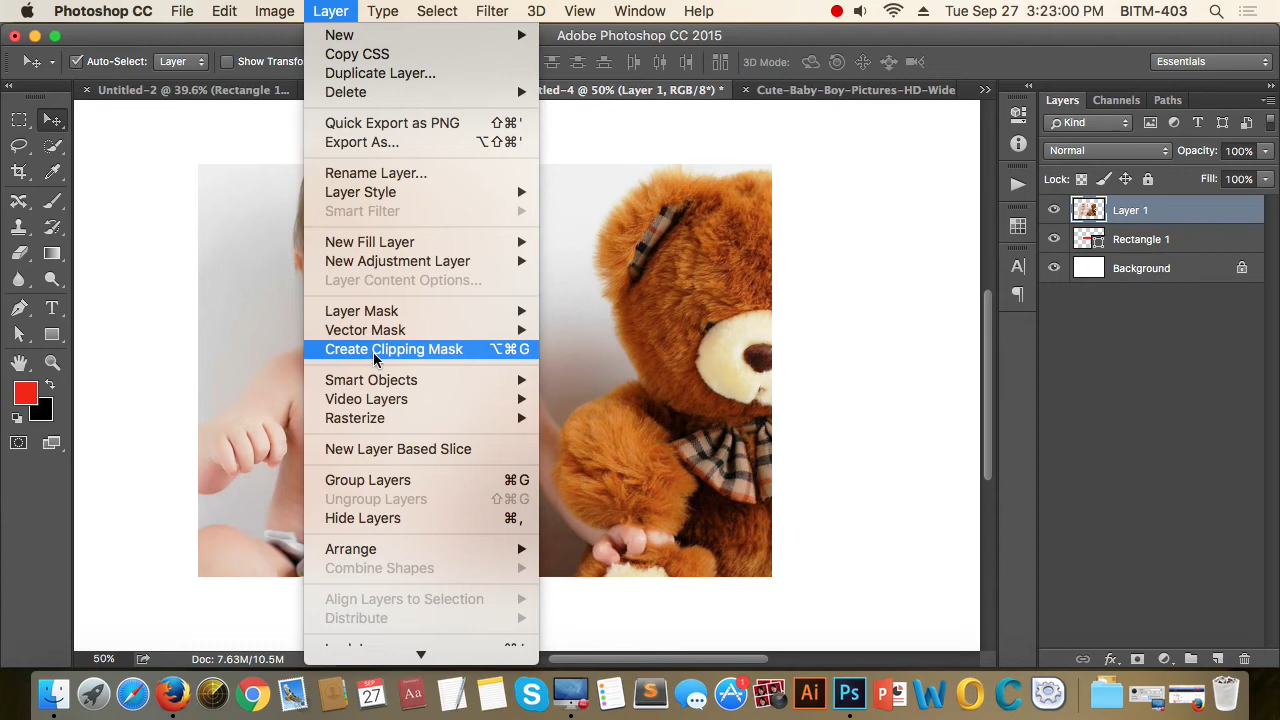 Photoshop CC File Edit Image Layer Type Select Filter 3D View Window Help Tue Sep 27 3:23:00 PM BITM-403
Adobe Photoshop CC 2015
Auto-Select: Layer Show Transfo 3D Mode: Essentials
Untitled-2 @ 39.6% (Rectangle 1... tled-4 @ 50% (Layer 1, RGB/8*) * Cute-Baby-Boy-Pictures-HD-Wide
New
Copy CSS
Duplicate Layer...
Delete
Quick Export as PNG ⇧⌘'
Export As... ⌥⇧⌘'
Rename Layer...
Layer Style
Smart Filter
New Fill Layer
New Adjustment Layer
Layer Content Options...
Layer Mask
Vector Mask
Create Clipping Mask ⌥⌘G
Smart Objects
Video Layers
Rasterize
New Layer Based Slice
Group Layers ⌘G
Ungroup Layers ⇧⌘G
Hide Layers ⌘,
Arrange
Combine Shapes
Align Layers to Selection
Distribute
Layers Channels Paths
Kind
Normal Opacity: 100%
Lock: Fill: 100%
Layer 1
Rectangle 1
Background
50% Doc: 7.63M/10.5M
SEP
27
Aa
S
1
Ai Ps